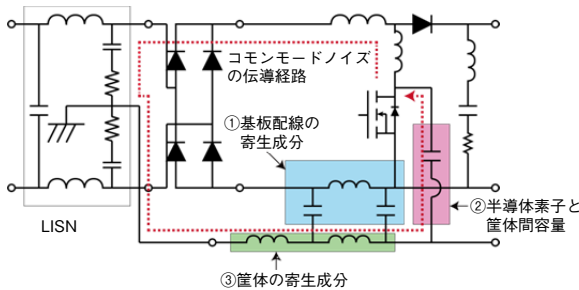 コモンモードノイズ
の伝導経路
①基板配線の
寄生成分
LISN
②半導体素子と
筐体間容量
③筐体の寄生成分